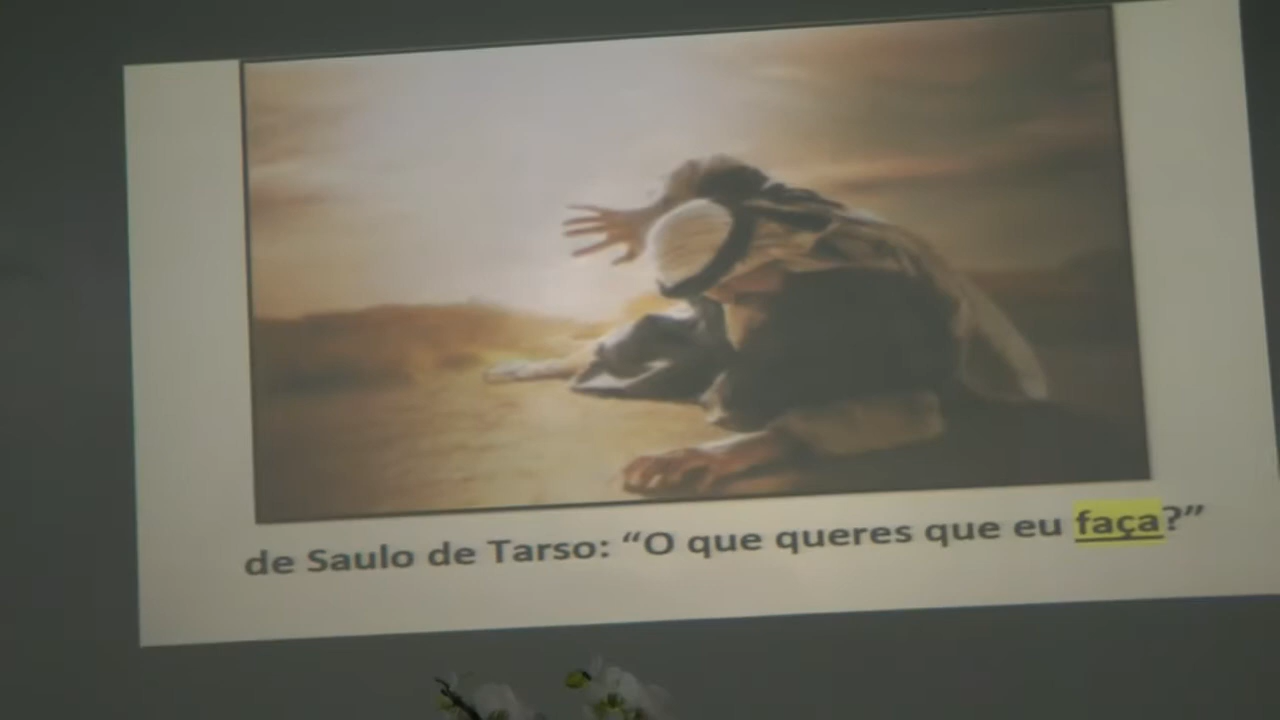 de Saulo de Tarso: “O que queres que eu faça?”